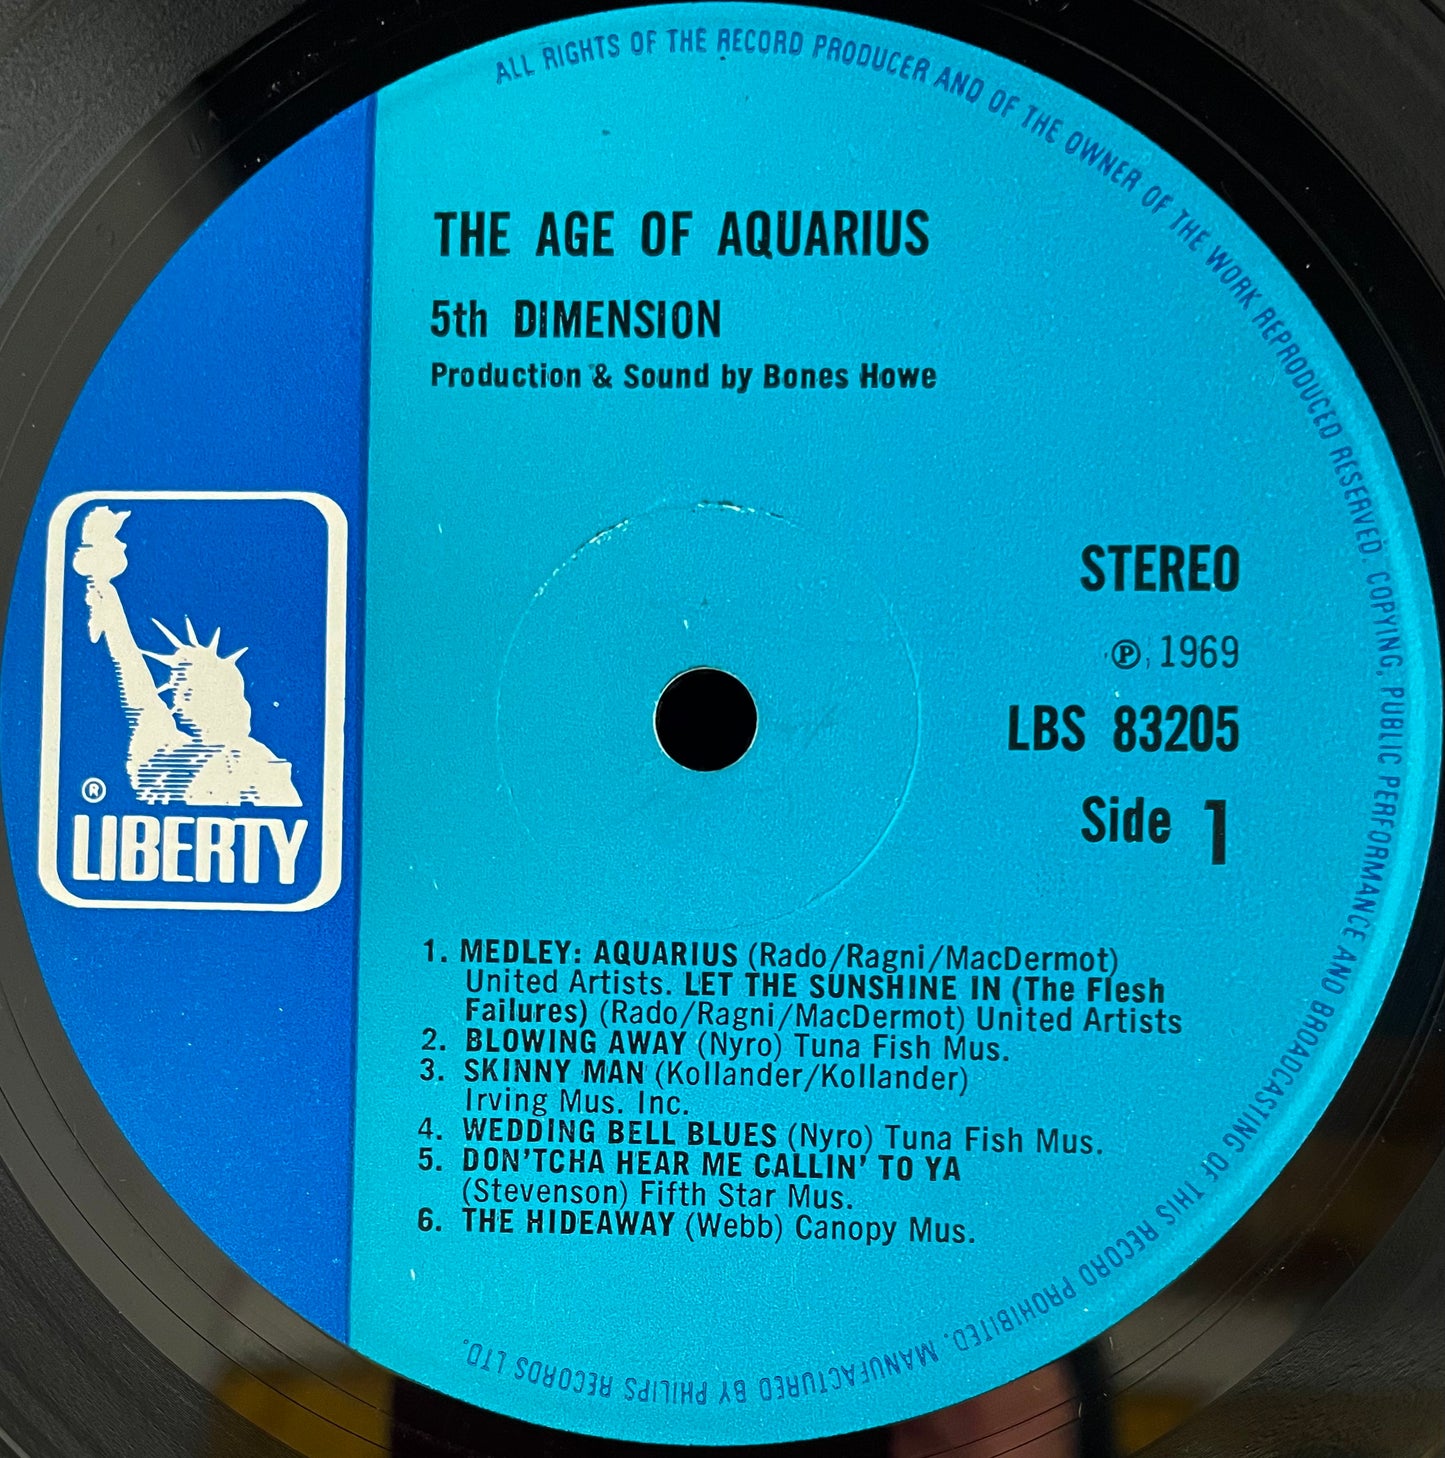 ALL RIGHTS OF THE RECORD PRODUCER AND OF THE OWNER OF THE WORK REPRODUCED RESERVED. COPYING, PUBLIC PERFORMANCE AND BROADCASTING OF THIS RECORD PROHIBITED. MANUFACTURED BY PHILIPS RECORDS LTD.
THE AGE OF AQUARIUS
5th DIMENSION
Production & Sound by Bones Howe
STEREO
℗ 1969
LBS 83205
Side 1
®
LIBERTY
1. MEDLEY: AQUARIUS (Rado/Ragni/MacDermot)
United Artists. LET THE SUNSHINE IN (The Flesh
Failures) (Rado/Ragni/MacDermot) United Artists
2. BLOWING AWAY (Nyro) Tuna Fish Mus.
3. SKINNY MAN (Kollander/Kollander)
Irving Mus. Inc.
4. WEDDING BELL BLUES (Nyro) Tuna Fish Mus.
5. DON'TCHA HEAR ME CALLIN' TO YA
(Stevenson) Fifth Star Mus.
6. THE HIDEAWAY (Webb) Canopy Mus.